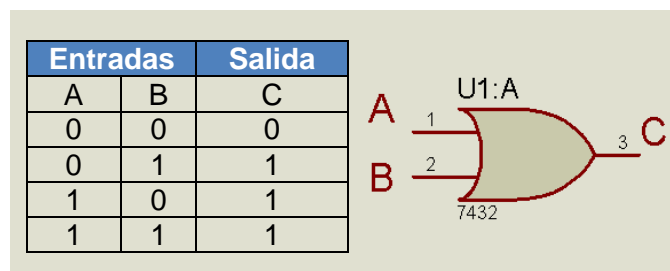 Entradas Salida
A B C
0 0 0
0 1 1
1 0 1
1 1 1
U1:A
A 1
3 C
B 2
7432